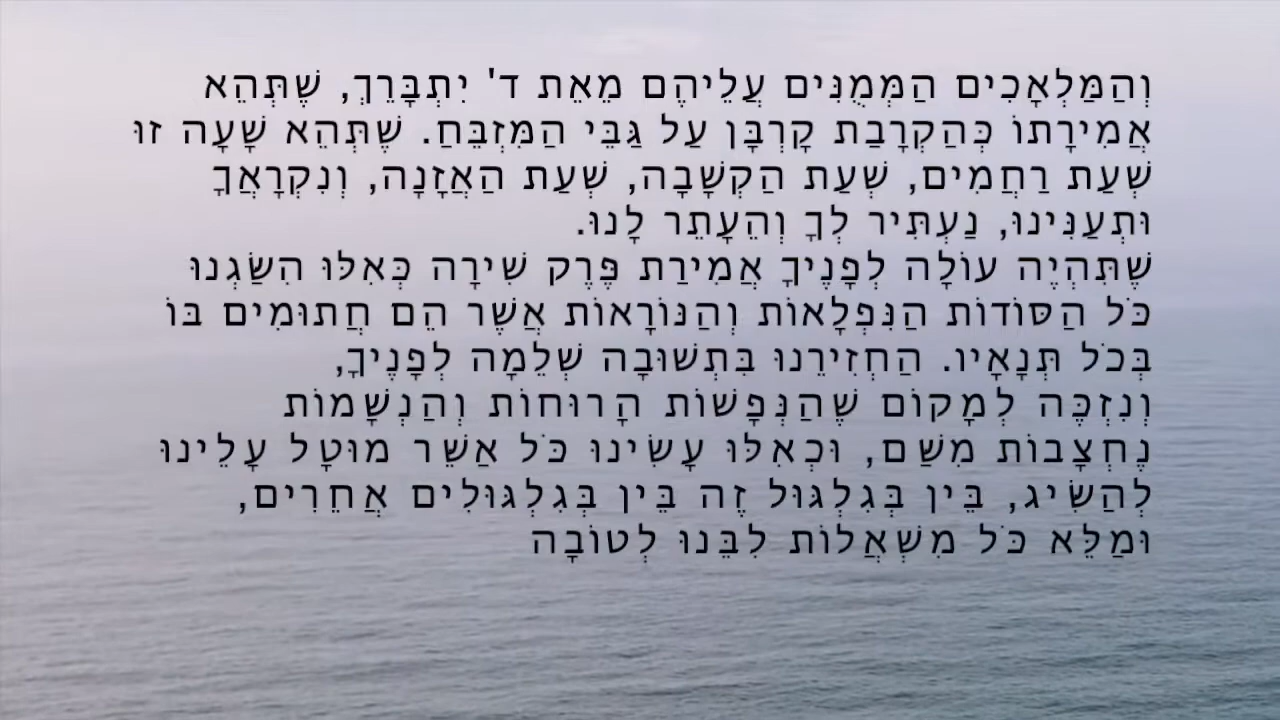 וְהַמַּלְאָכִים הַמְּמֻנִּים עֲלֵיהֶם מֵאֵת ד' יִתְבָּרֵךְ, שֶׁתְּהֵא
אֲמִירָתוֹ כְּהַקְרָבַת קָרְבָּן עַל גַּבֵּי הַמִּזְבֵּחַ. שֶׁתְּהֵא שָׁעָה זוּ
שְׁעַת רַחֲמִים, שְׁעַת הַקְשָׁבָה, שְׁעַת הַאֲזָנָה, וְנִקְרָאֲךָ
וּתְעַנֵּינוּ, נַעְתִּיר לְךָ וְהֵעָתֵר לָנוּ.
שֶׁתִּהְיֶה עוֹלָה לְפָנֶיךָ אֲמִירַת פֶּרֶק שִׁירָה כְּאִלּוּ הִשַּׂגְנוּ
כֹּל הַסּוֹדוֹת הַנִּפְלָאוֹת וְהַנּוֹרָאוֹת אֲשֶׁר הֵם חֲתוּמִים בּוֹ
בְּכֹל תְּנָאָיו. הַחְזִירֵנוּ בִּתְשׁוּבָה שְׁלֵמָה לְפָנֶיךָ,
וְנִזְכֶּה לְמָקוֹם שֶׁהַנְּפָשׁוֹת הָרוּחוֹת וְהַנְשָׁמוֹת
נֶחְצָבוֹת מִשַׁם, וּכְאִלּוּ עָשִׂינוּ כֹּל אַשֵׁר מוּטָל עָלֵינוּ
לְהַשִּׂיג, בֵּין בְּגִלְגּוּל זֶה בֵּין בְּגִלְגּוּלִים אֲחֵרִים,
וּמַלֵּא כֹּל מִשְׁאֲלוֹת לִבֵּנוּ לְטוֹבָה